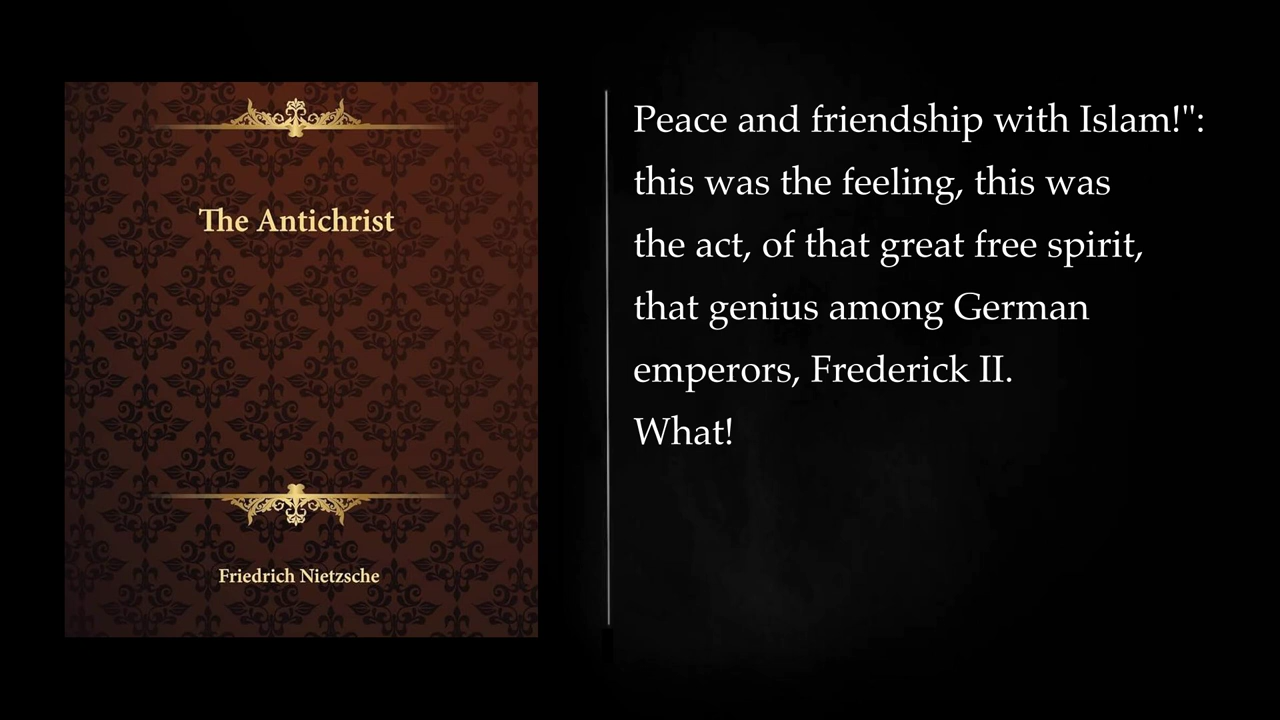 The Antichrist
Friedrich Nietzsche
Peace and friendship with Islam!":
this was the feeling, this was
the act, of that great free spirit,
that genius among German
emperors, Frederick II.
What!